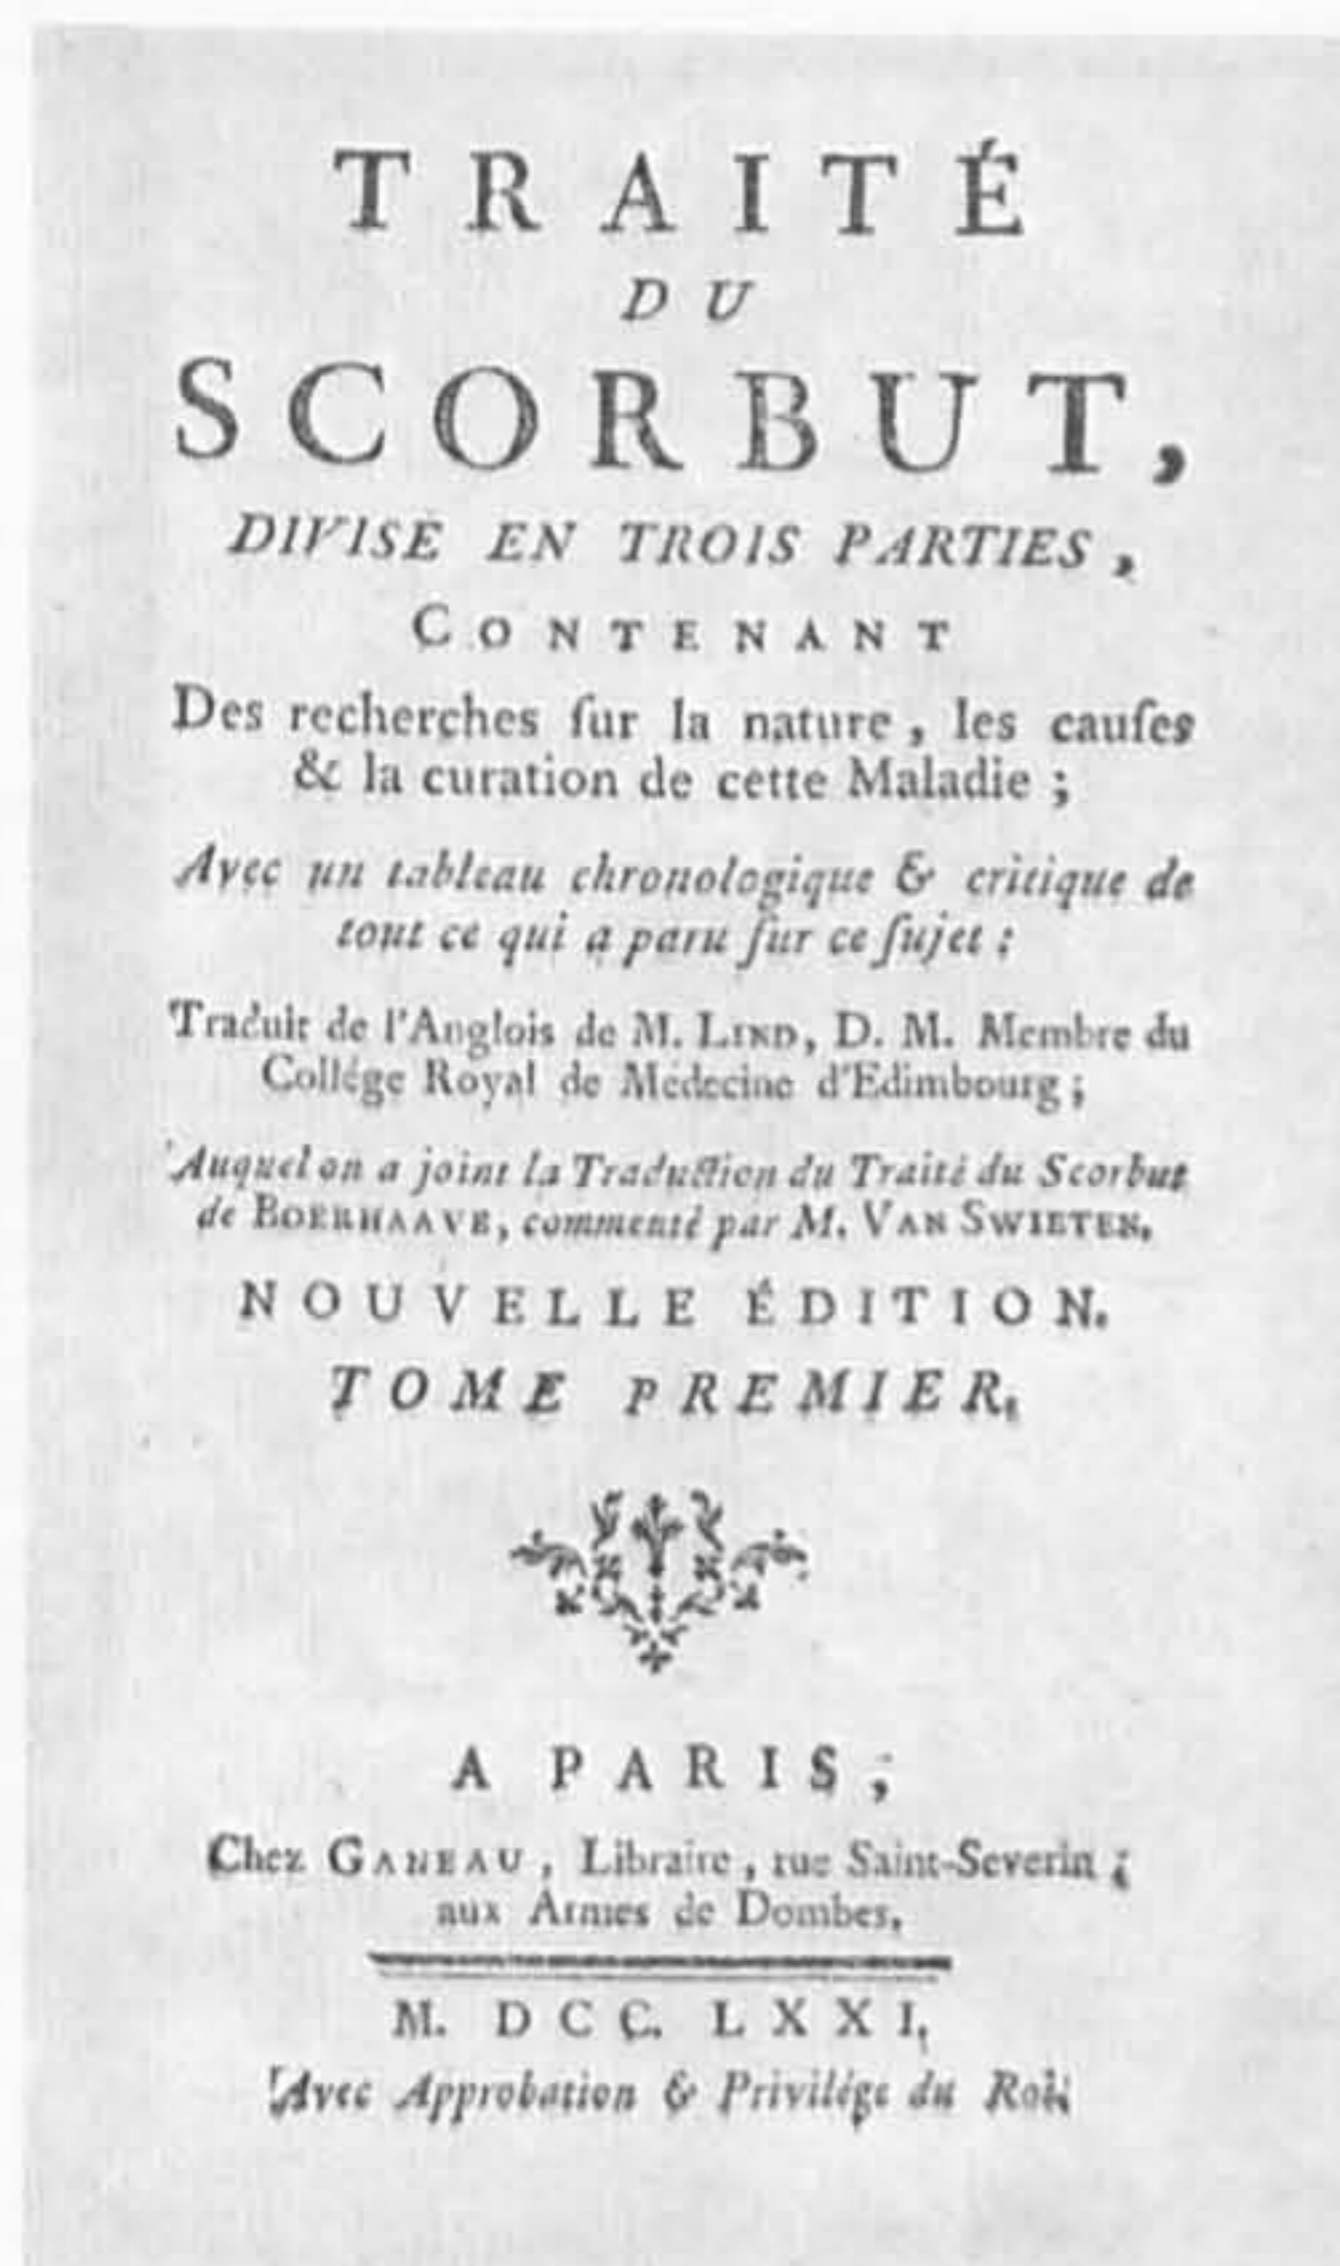 TRAITÉ
DU
SCORBUT,
DIVISÉ EN TROIS PARTIES,
CONTENANT
Des recherches ſur la nature, les cauſes
& la curation de cette Maladie ;
Avec un tableau chronologique & critique de
tout ce qui a paru ſur ce ſujet :
Traduit de l'Anglois de M. LIND, D. M. Membre du
Collége Royal de Médecine d'Edimbourg ;
Auquel on a joint la Traduction du Traité du Scorbut
de BOERHAAVE, commenté par M. VAN SWIETEN.
NOUVELLE ÉDITION.
TOME PREMIER.
A PARIS,
Chez GANEAU, Libraire, rue Saint-Severin ;
aux Armes de Dombes.
M. DCC. LXXI.
Avec Approbation & Privilége du Roi.